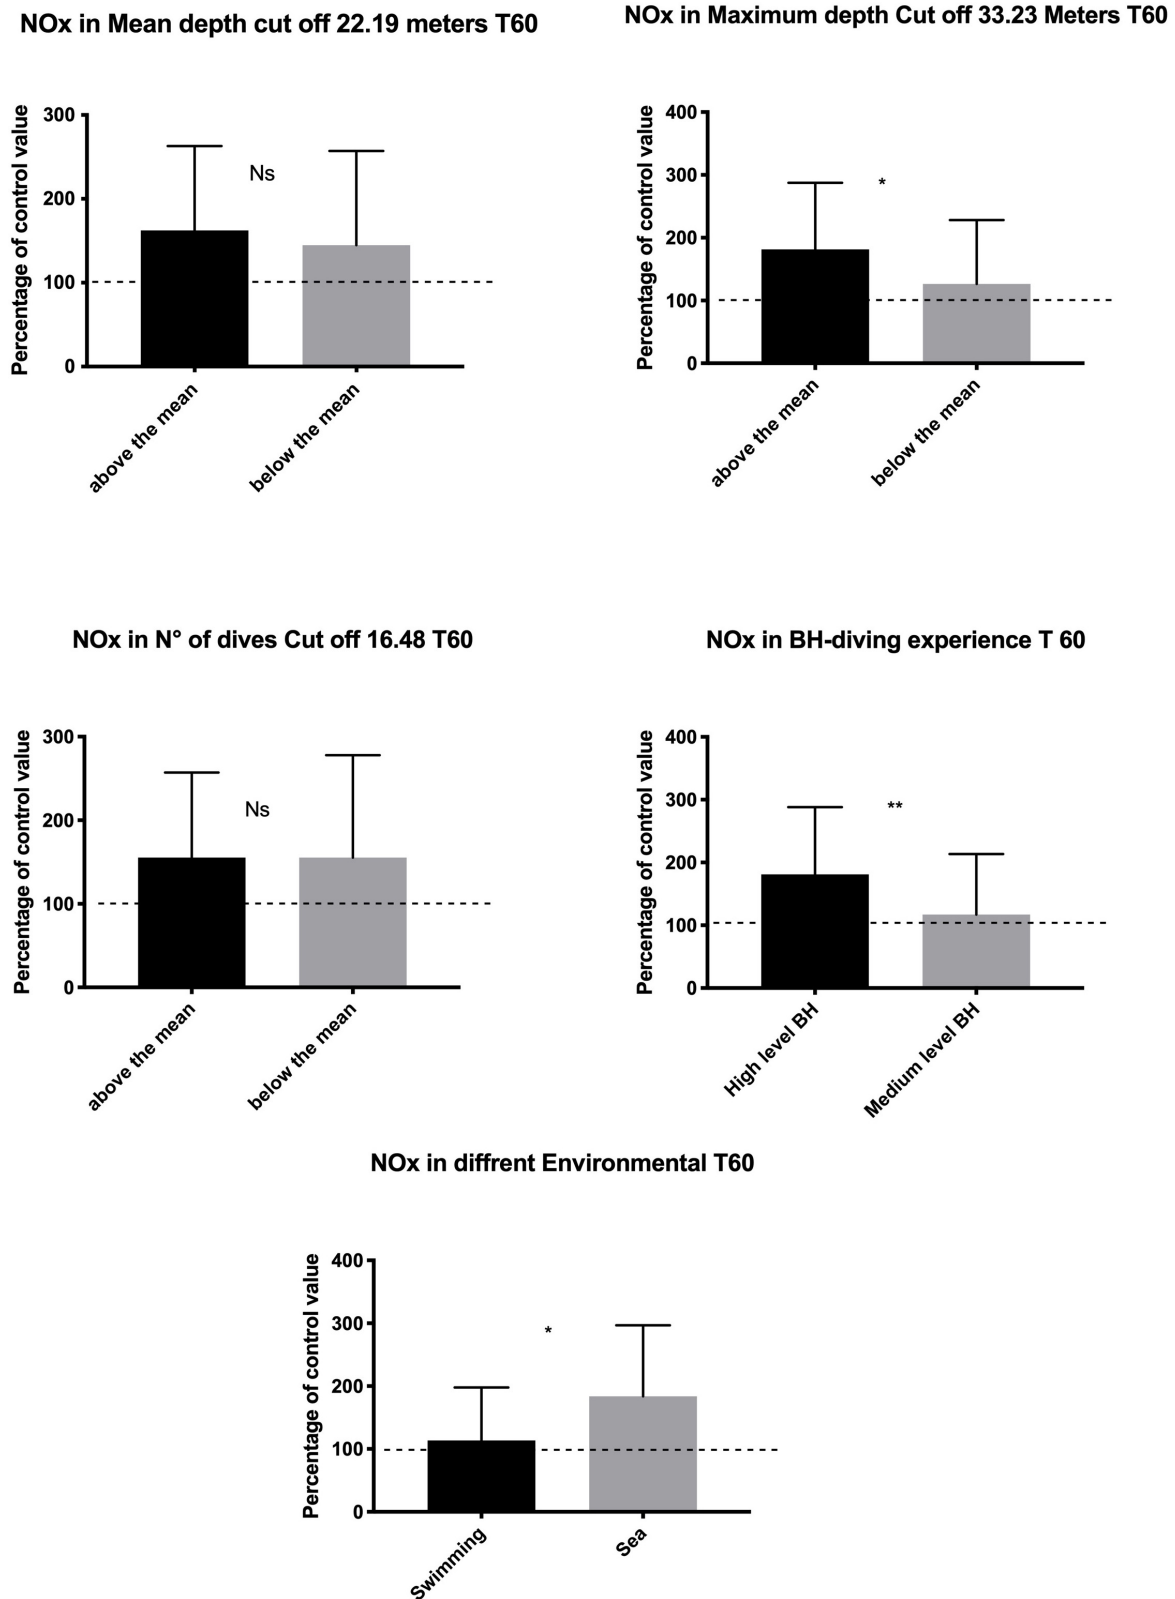 NOx in Mean depth cut off 22.19 meters T60
Percentage of control value
300
200
100
0
Ns
above the mean
below the mean
NOx in Maximum depth Cut off 33.23 Meters T60
Percentage of control value
400
300
200
100
0
*
above the mean
below the mean
NOx in N° of dives Cut off 16.48 T60
Percentage of control value
300
200
100
0
Ns
above the mean
below the mean
NOx in BH-diving experience T 60
Percentage of control value
400
300
200
100
0
**
High level BH
Medium level BH
NOx in diffrent Environmental T60
Percentage of control value
400
300
200
100
0
*
Swimming
Sea